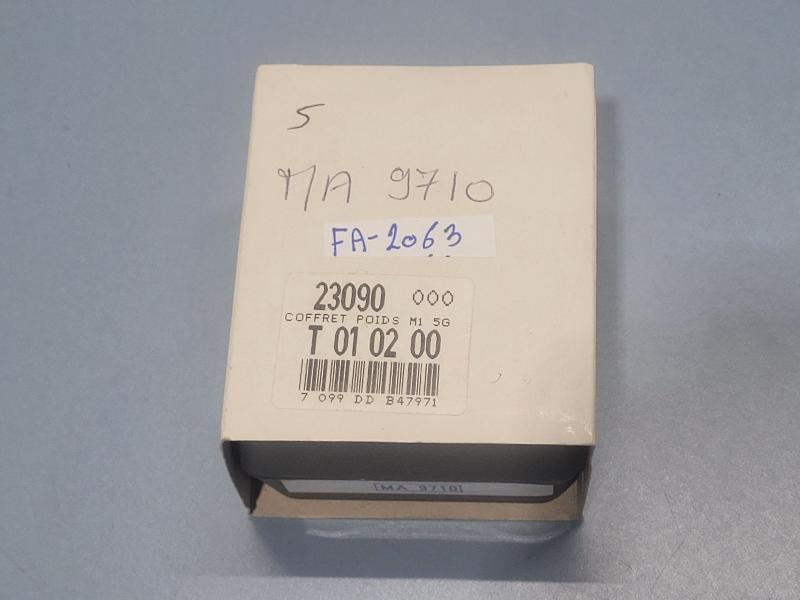 5
MA 9710
FA-2063
23090 000
COFFRET POIDS M1 5G
T 01 02 00
7 099 DD B47971
MA 9710